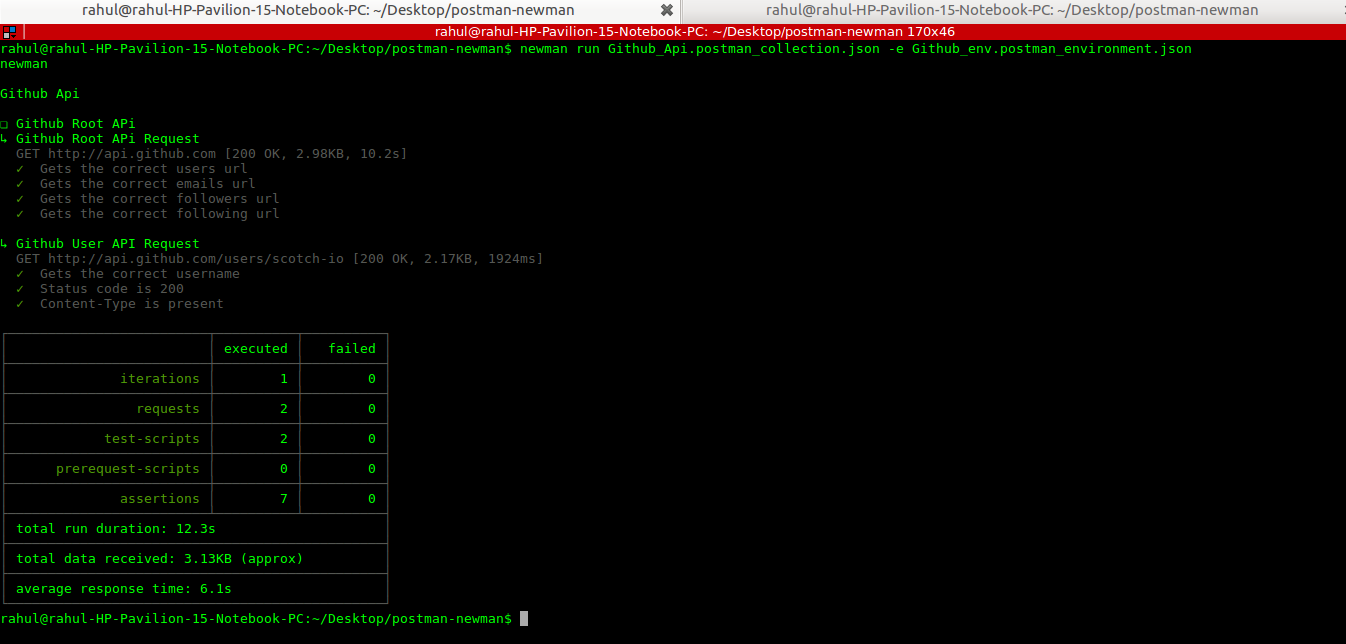 rahul@rahul-HP-Pavilion-15-Notebook-PC: ~/Desktop/postman-newman
rahul@rahul-HP-Pavilion-15-Notebook-PC: ~/Desktop/postman-newman
rahul@rahul-HP-Pavilion-15-Notebook-PC: ~/Desktop/postman-newman 170x46
rahul@rahul-HP-Pavilion-15-Notebook-PC:~/Desktop/postman-newman$ newman run Github_Api.postman_collection.json -e Github_env.postman_environment.json
newman
Github Api
❏ Github Root APi
↳ Github Root APi Request
GET http://api.github.com [200 OK, 2.98KB, 10.2s]
✓ Gets the correct users url
✓ Gets the correct emails url
✓ Gets the correct followers url
✓ Gets the correct following url
↳ Github User API Request
GET http://api.github.com/users/scotch-io [200 OK, 2.17KB, 1924ms]
✓ Gets the correct username
✓ Status code is 200
✓ Content-Type is present
executed failed
iterations 1 0
requests 2 0
test-scripts 2 0
prerequest-scripts 0 0
assertions 7 0
total run duration: 12.3s
total data received: 3.13KB (approx)
average response time: 6.1s
rahul@rahul-HP-Pavilion-15-Notebook-PC:~/Desktop/postman-newman$